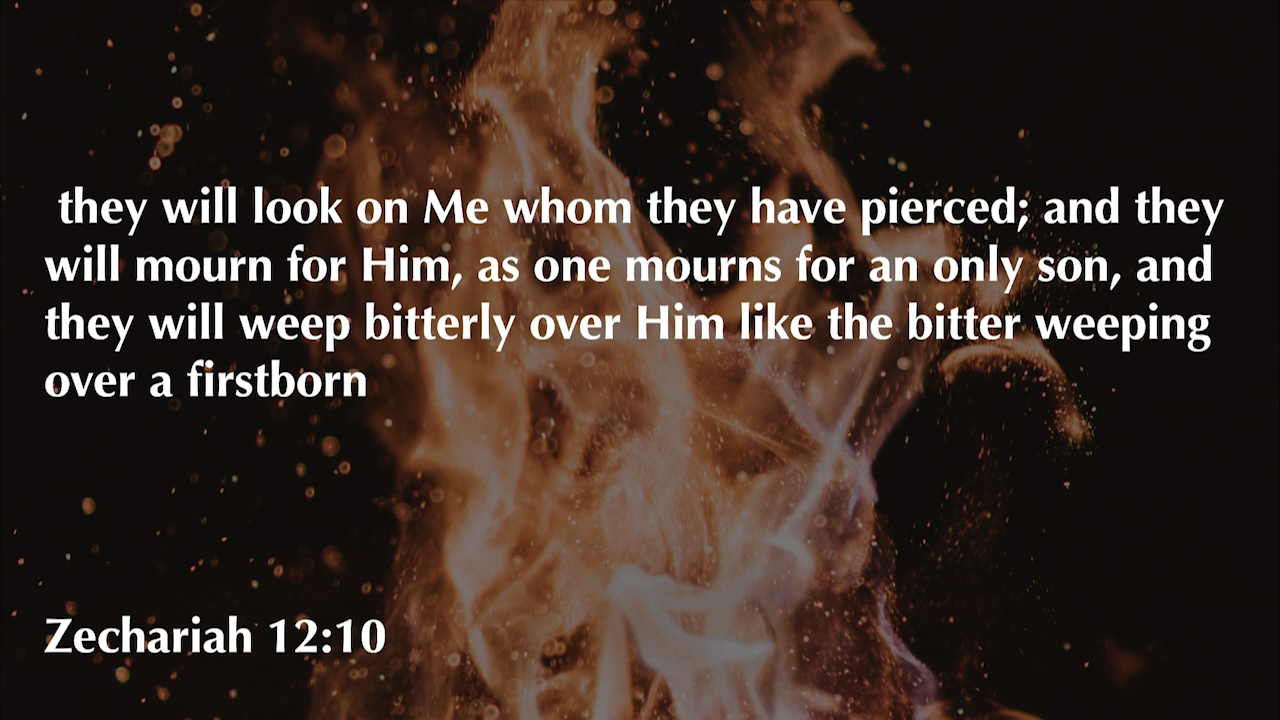 they will look on Me whom they have pierced; and they
will mourn for Him, as one mourns for an only son, and
they will weep bitterly over Him like the bitter weeping
over a firstborn
Zechariah 12:10